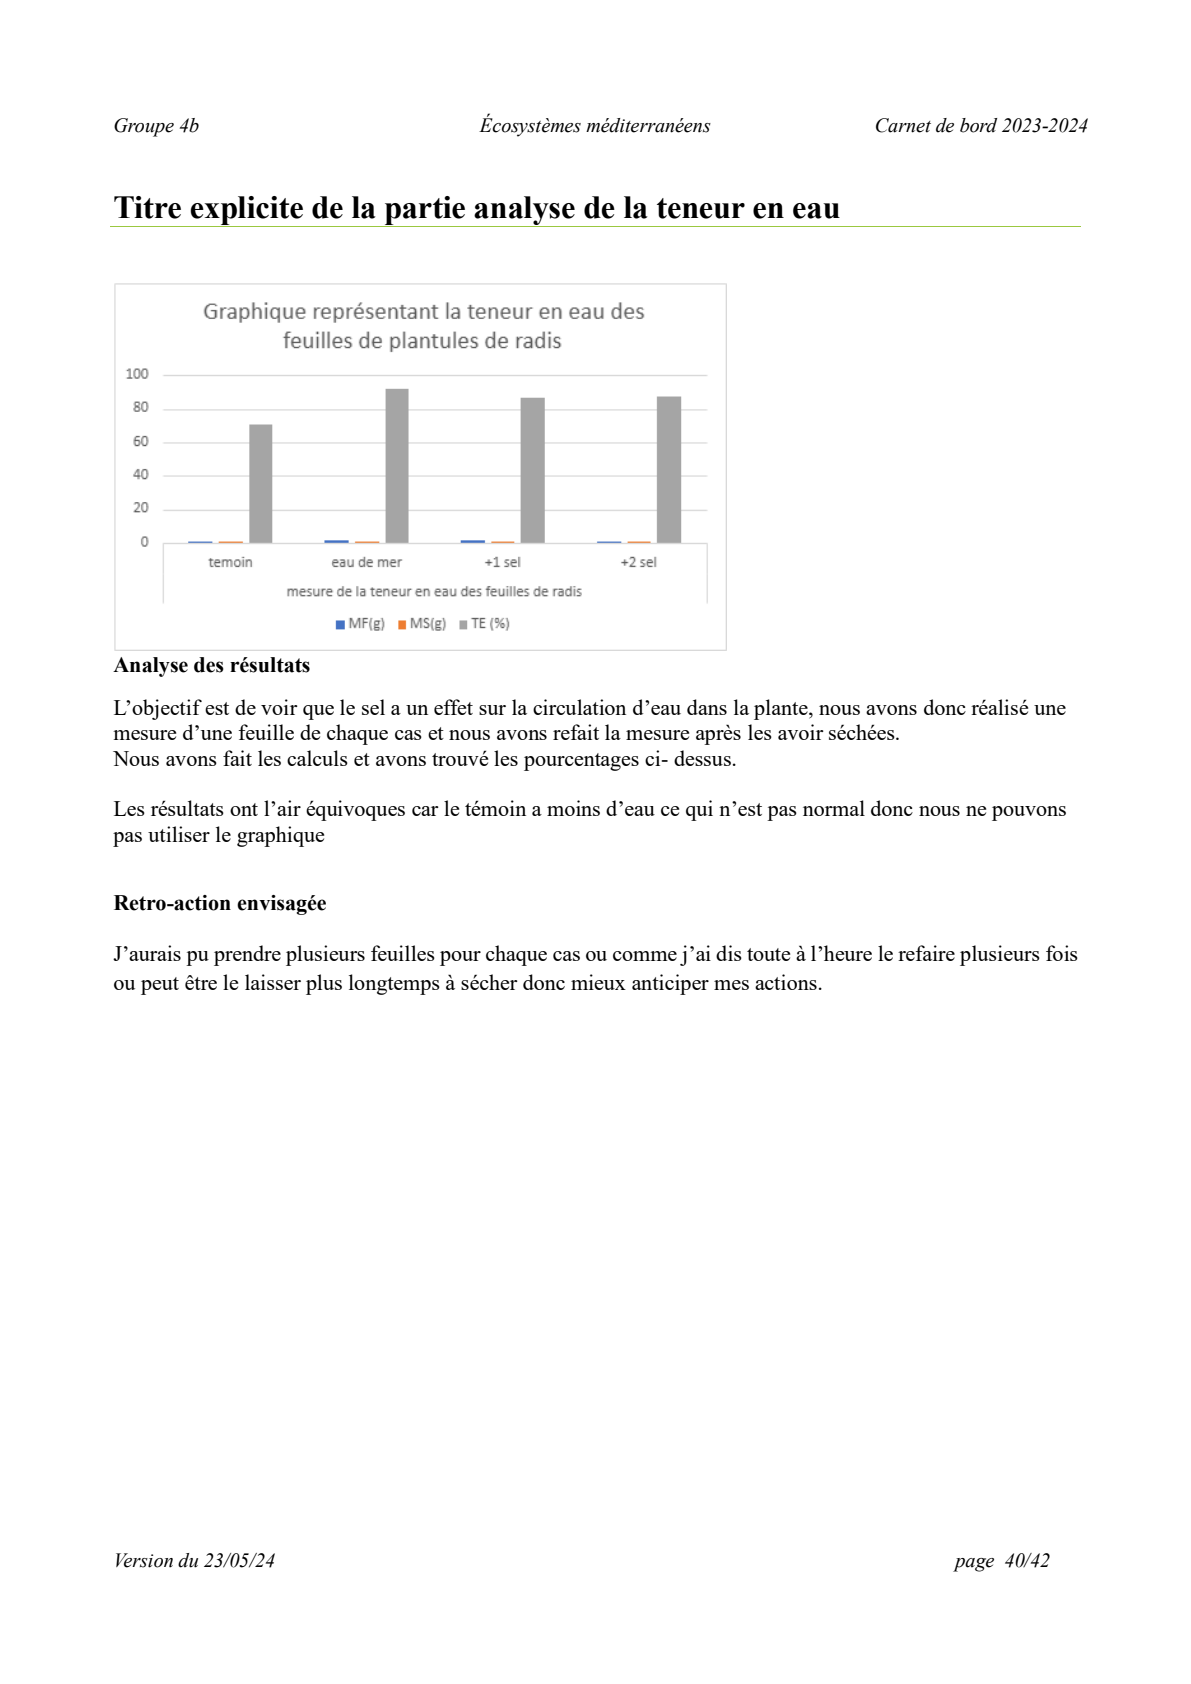 Groupe 4b Écosystèmes méditerranéens Carnet de bord 2023-2024
Titre explicite de la partie analyse de la teneur en eau
Graphique représentant la teneur en eau des
feuilles de plantules de radis
100
80
60
40
20
0
temoin eau de mer +1 sel +2 sel
mesure de la teneur en eau des feuilles de radis
MF(g) MS(g) TE (%)
Analyse des résultats
L’objectif est de voir que le sel a un effet sur la circulation d’eau dans la plante, nous avons donc réalisé une
mesure d’une feuille de chaque cas et nous avons refait la mesure après les avoir séchées.
Nous avons fait les calculs et avons trouvé les pourcentages ci- dessus.
Les résultats ont l’air équivoques car le témoin a moins d’eau ce qui n’est pas normal donc nous ne pouvons
pas utiliser le graphique
Retro-action envisagée
J’aurais pu prendre plusieurs feuilles pour chaque cas ou comme j’ai dis toute à l’heure le refaire plusieurs fois
ou peut être le laisser plus longtemps à sécher donc mieux anticiper mes actions.
Version du 23/05/24 page 40/42